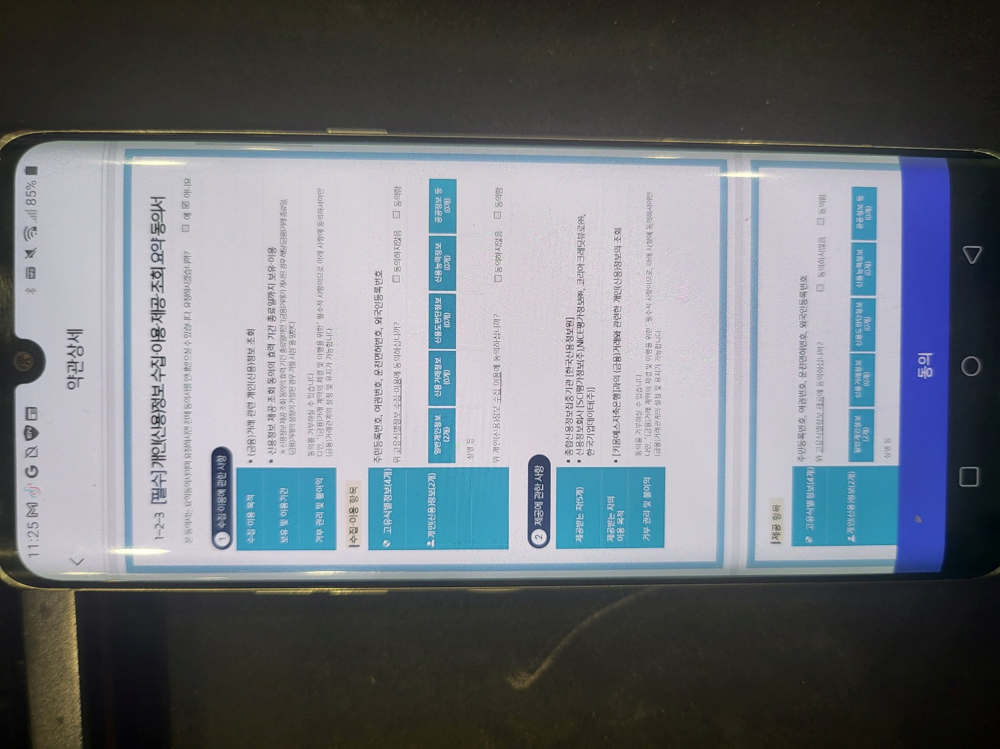 11:25
85%
약관상세
1-2-3 [필수] 개인(신용)정보 수집·이용·제공·조회 요약 동의서
본 동의서는 요약동의서이며 요청하시면 전체 동의서를 안내받으실 수 있습니다. 요청하시겠습니까? 예 아니요
1 수집·이용에 관한 사항
수집·이용 목적
(금융)거래 관련 개인(신용)정보 조회
보유 및 이용기간
신용정보 제공·조회 동의의 효력 기간 종료일까지 보유·이용
※ 신용정보 제공·조회 동의의 효력 기간 종료일이란 "(금융)거래가 개시된 경우 해당 (금융)거래 종료일,
(금융)거래의 설정이 거절된 경우 거절 시점"을 말한다
거부 권리 및 불이익
동의를 거부하실 수 있습니다.
다만, "(금융)거래 계약의 체결 및 이행을 위한" 필수적 사항이므로 아래 사항에 동의하셔야만
(금융)거래관계의 설정 및 유지가 가능합니다.
수집·이용 항목
고유식별정보(4개)
주민등록번호, 여권번호, 운전면허번호, 외국인등록번호
위 고유식별정보 수집·이용에 동의하십니까? 동의하지않음 동의함
개인(신용)정보(2개)
일반개인정보 (2개) 신용거래정보 (0개) 신용도판단정보 (0개) 신용능력정보 (0개) 공공정보 등 (0개)
성명 등
위 개인(신용)정보 수집·이용에 동의하십니까? 동의하지않음 동의함
2 제공에 관한 사항
제공받는 자(5개)
종합신용정보집중기관 [한국신용정보원]
신용정보회사 [SCI평가정보(주),NICE평가정보㈜, 코리아크레딧뷰로㈜,
한국기업데이터(주)]
제공받는 자의
이용 목적
[키움예스저축은행]과의 (금융)거래와 관련한 개인(신용)정보의 조회
거부 권리 및 불이익
동의를 거부하실 수 있습니다.
다만, "(금융)거래 계약의 체결 및 이행을 위한" 필수적 사항이므로, 아래 사항에 동의하셔야만
(금융)거래관계의 설정 및 유지가 가능합니다
제공 항목
고유식별정보(4개)
주민등록번호, 여권번호, 운전면허번호, 외국인등록번호
위 고유식별정보 제공에 동의하십니까? 동의하지않음 동의함
개인(신용)정보(2개)
일반개인정보 (2개) 신용거래정보 (0개) 신용도판단정보 (0개) 신용능력정보 (0개) 공공정보 등 (0개)
성명 등
동의